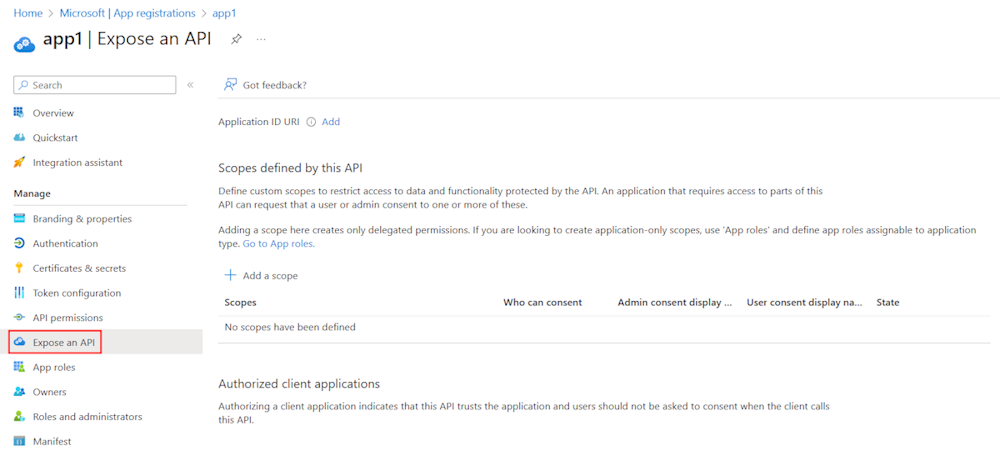 Home > Microsoft | App registrations > app1
app1 | Expose an API
Search
Got feedback?
Overview
Quickstart
Integration assistant
Manage
Branding & properties
Authentication
Certificates & secrets
Token configuration
API permissions
Expose an API
App roles
Owners
Roles and administrators
Manifest
Application ID URI Add
Scopes defined by this API
Define custom scopes to restrict access to data and functionality protected by the API. An application that requires access to parts of this
API can request that a user or admin consent to one or more of these.
Adding a scope here creates only delegated permissions. If you are looking to create application-only scopes, use 'App roles' and define app roles assignable to application
type. Go to App roles.
Add a scope
Scopes Who can consent Admin consent display ... User consent display na... State
No scopes have been defined
Authorized client applications
Authorizing a client application indicates that this API trusts the application and users should not be asked to consent when the client calls
this API.